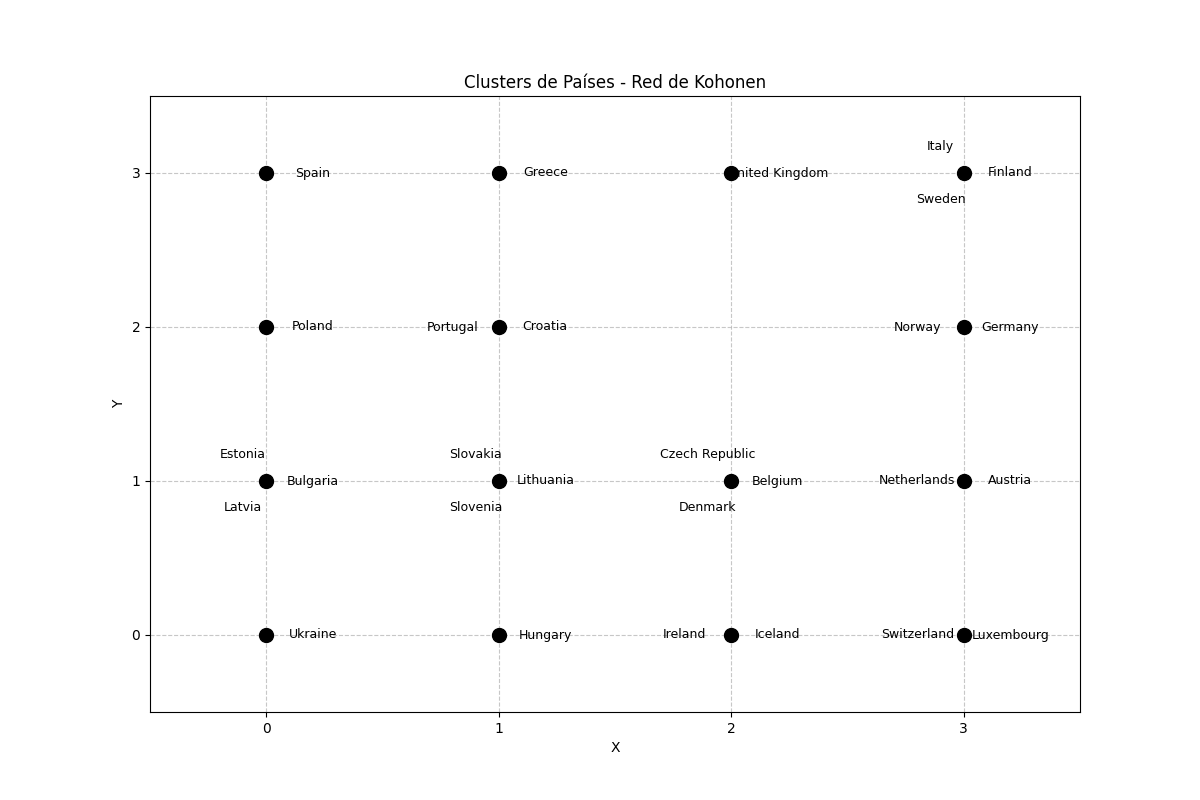 Clusters de Países - Red de Kohonen
Italy
3 Spain Greece nited Kingdom Finland
Sweden
2 Poland Portugal Croatia Norway Germany
Y
Estonia Slovakia Czech Republic
1 Bulgaria Lithuania Belgium Netherlands Austria
Latvia Slovenia Denmark
0 Ukraine Hungary Ireland Iceland Switzerland Luxembourg
0 1 2 3
X